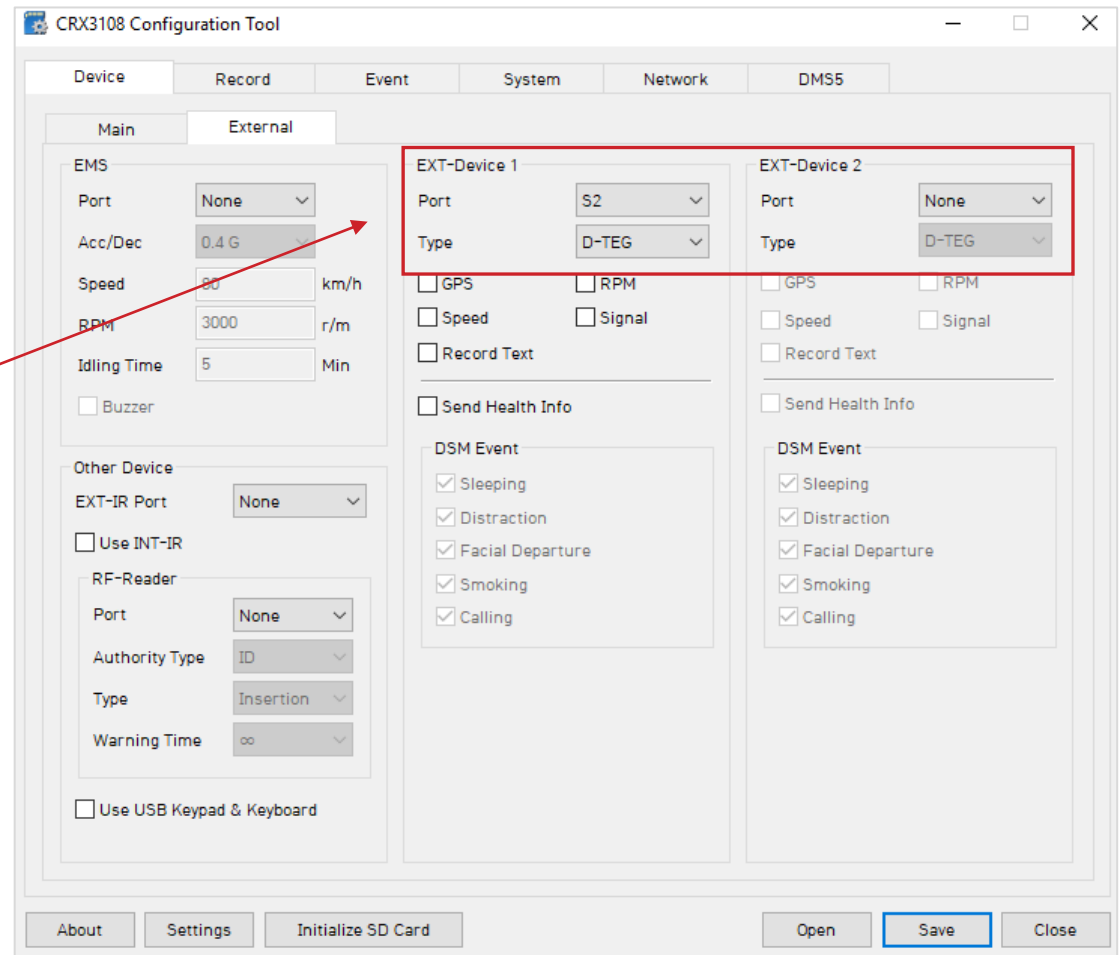 CRX3108 Configuration Tool
Device Record Event System Network DMS5
Main External
EMS
Port None
Acc/Dec 0.4 G
Speed 80 km/h
RPM 3000 r/m
Idling Time 5 Min
Buzzer
Other Device
EXT-IR Port None
Use INT-IR
RF-Reader
Port None
Authority Type ID
Type Insertion
Warning Time ∞
Use USB Keypad & Keyboard
EXT-Device 1
Port S2
Type D-TEG
GPS RPM
Speed Signal
Record Text
Send Health Info
DSM Event
Sleeping
Distraction
Facial Departure
Smoking
Calling
EXT-Device 2
Port None
Type D-TEG
GPS RPM
Speed Signal
Record Text
Send Health Info
DSM Event
Sleeping
Distraction
Facial Departure
Smoking
Calling
About Settings Initialize SD Card Open Save Close